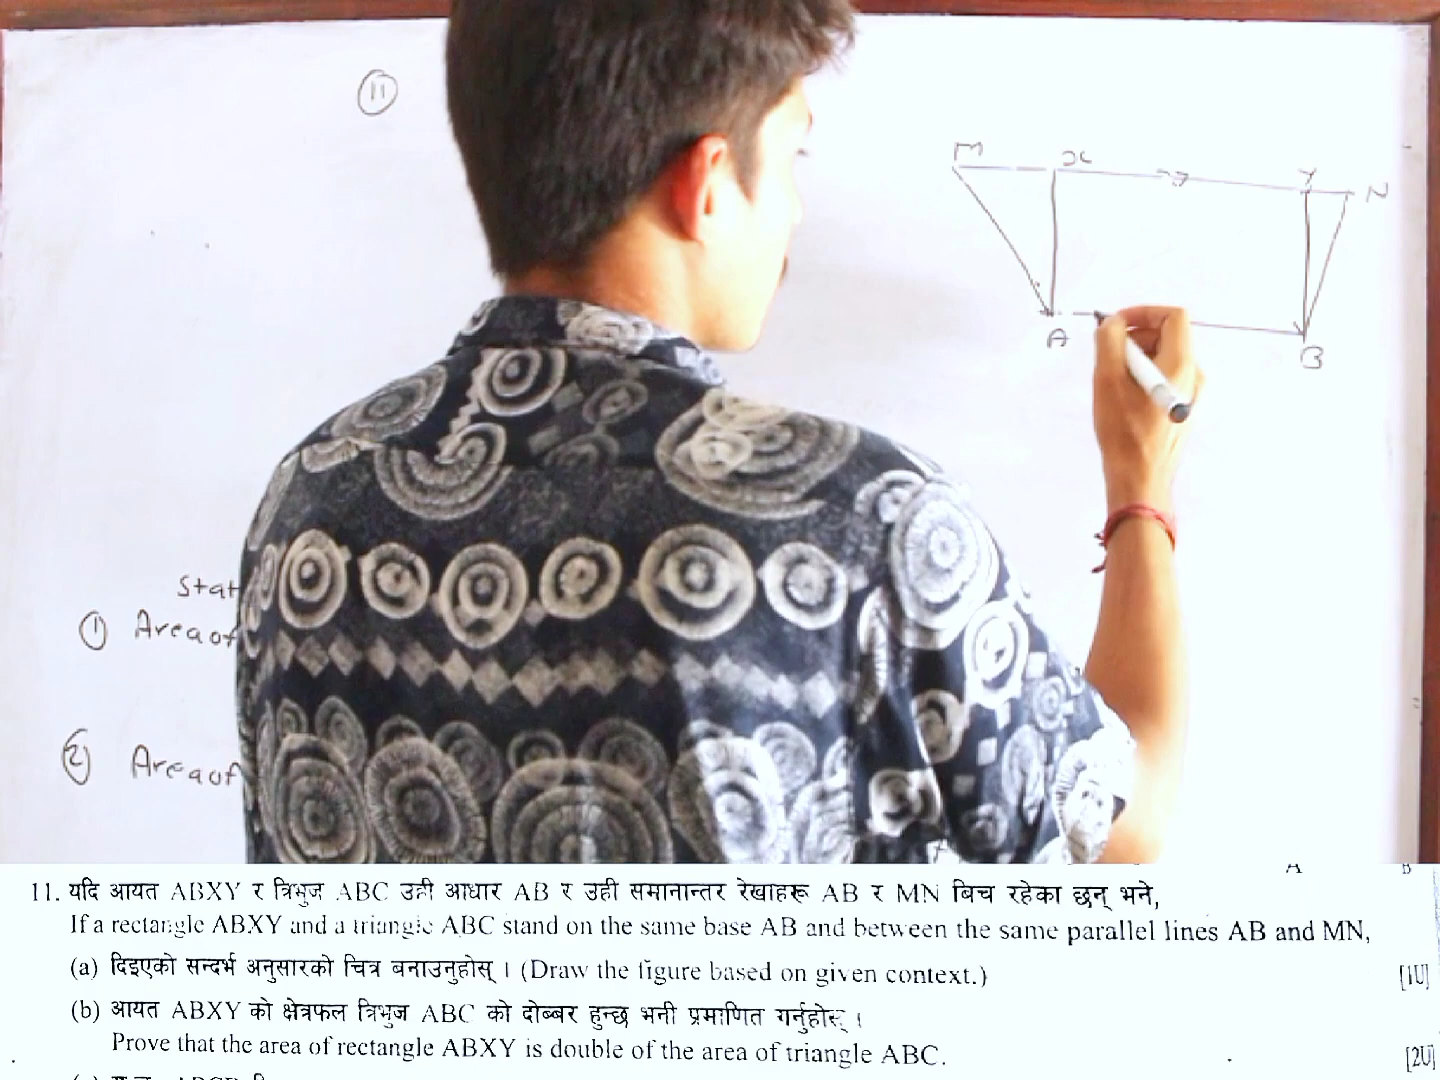 11
M X Y N
A B
Stat
1 Area of
2 Area of
A B
11. यदि आयत ABXY र त्रिभुज ABC उही आधार AB र उही समानान्तर रेखाहरू AB र MN बिच रहेका छन् भने,
If a rectangle ABXY and a triangle ABC stand on the same base AB and between the same parallel lines AB and MN,
(a) दिइएको सन्दर्भ अनुसारको चित्र बनाउनुहोस् । (Draw the figure based on given context.) [1U]
(b) आयत ABXY को क्षेत्रफल त्रिभुज ABC को दोब्बर हुन्छ भनी प्रमाणित गर्नुहोस् ।
Prove that the area of rectangle ABXY is double of the area of triangle ABC. [2U]